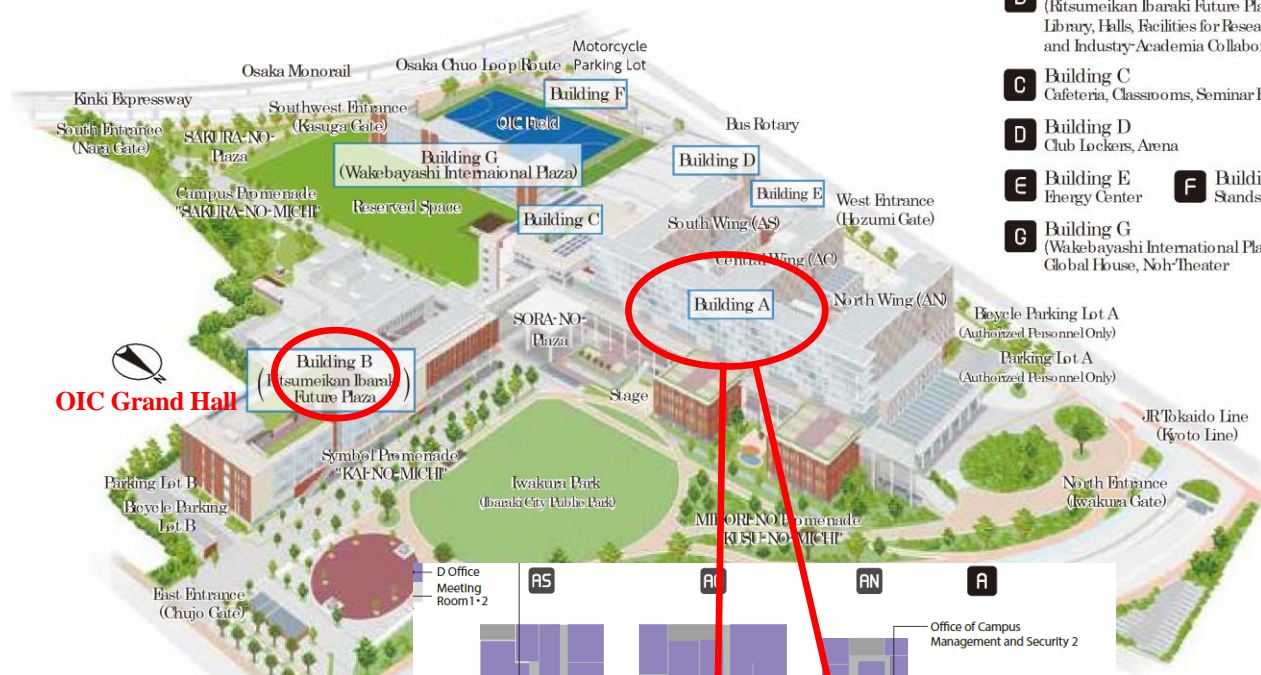 (Ritsumeikan Ibaraki Future Pla
Library, Halls, Facilities for Resea
and Industry-Academia Collabo
C
Building C
Cafeteria, Classrooms, Seminar
D
Building D
Club Lockers, Arena
E
Building E
Energy Center
F
Buildi
Stands
G
Building G
(Wakebayashi International Pla
Global House, Noh-Theater
Motorcycle
Parking Lot
Osaka Chuo Loop Route
Osaka Monorail
Building F
Kinki Expressway
Southwest Entrance
(Kasuga Gate)
OIC Field
South Entrance
(Nara Gate)
SAKURA-NO-
Plaza
Bus Rotary
Building G
(Wakebayashi Internaional Plaza)
Building D
Building E
Campus Promenade
"SAKURA-NO-MICHI"
Reserved Space
Building C
South Wing (AS)
West Entrance
(Hozumi Gate)
Central Wing (AC)
Building A
North Wing (AN)
SORA-NO-
Plaza
Bicycle Parking Lot A
(Authorized Personnel Only)
Parking Lot A
(Authorized Personnel Only)
Building B
(Ritsumeikan Ibaraki
Future Plaza)
OIC Grand Hall
Stage
JR Tokaido Line
(Kyoto Line)
Symbol Promenade
"KAI-NO-MICHI"
Iwakura Park
(Ibaraki City Public Park)
North Entrance
(Iwakura Gate)
Parking Lot B
Bicycle Parking
Lot B
MIDORI-NO Promenade
"KUSU-NO-MICHI"
East Entrance
(Chujo Gate)
D Office
Meeting
Room1・2
AS
AC
AN
A
Office of Campus
Management and Security 2